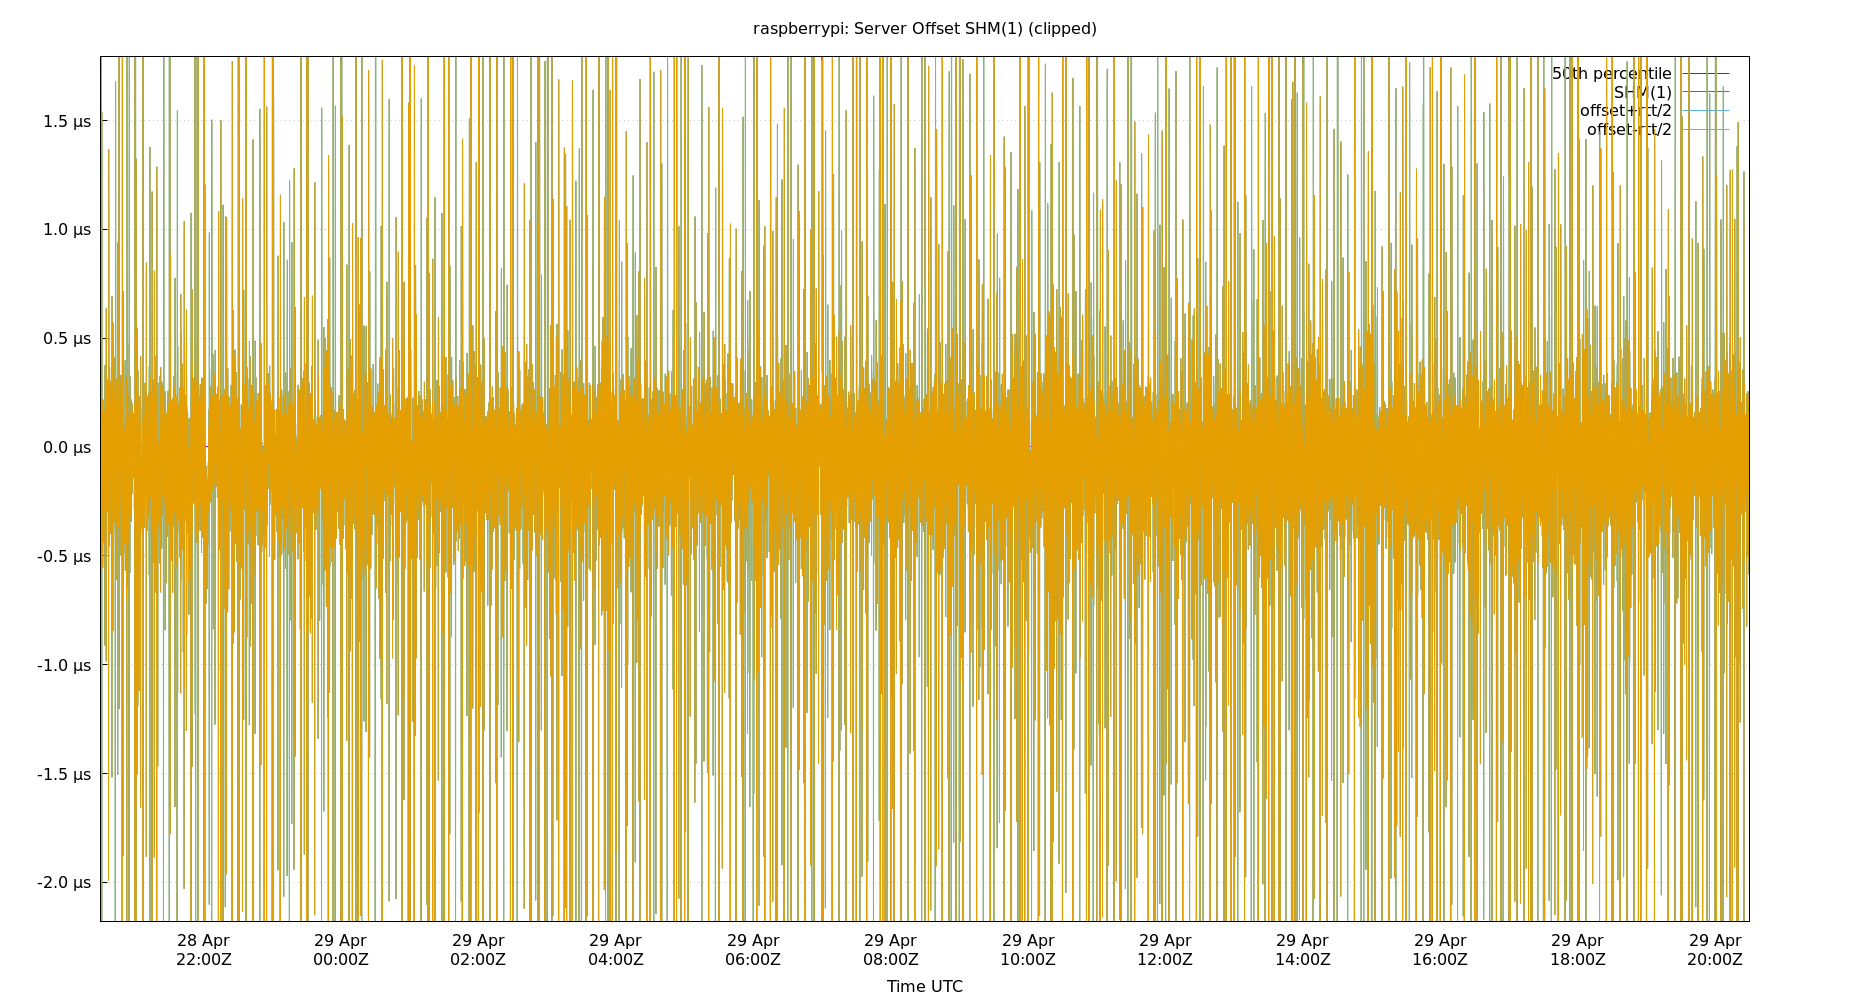 raspberrypi: Server Offset SHM(1) (clipped)
50th percentile
SHM(1)
offset+rtt/2
offset-rtt/2
1.5 µs
1.0 µs
0.5 µs
0.0 µs
-0.5 µs
-1.0 µs
-1.5 µs
-2.0 µs
28 Apr 29 Apr 29 Apr 29 Apr 29 Apr 29 Apr 29 Apr 29 Apr 29 Apr 29 Apr 29 Apr 29 Apr
22:00Z 00:00Z 02:00Z 04:00Z 06:00Z 08:00Z 10:00Z 12:00Z 14:00Z 16:00Z 18:00Z 20:00Z
Time UTC